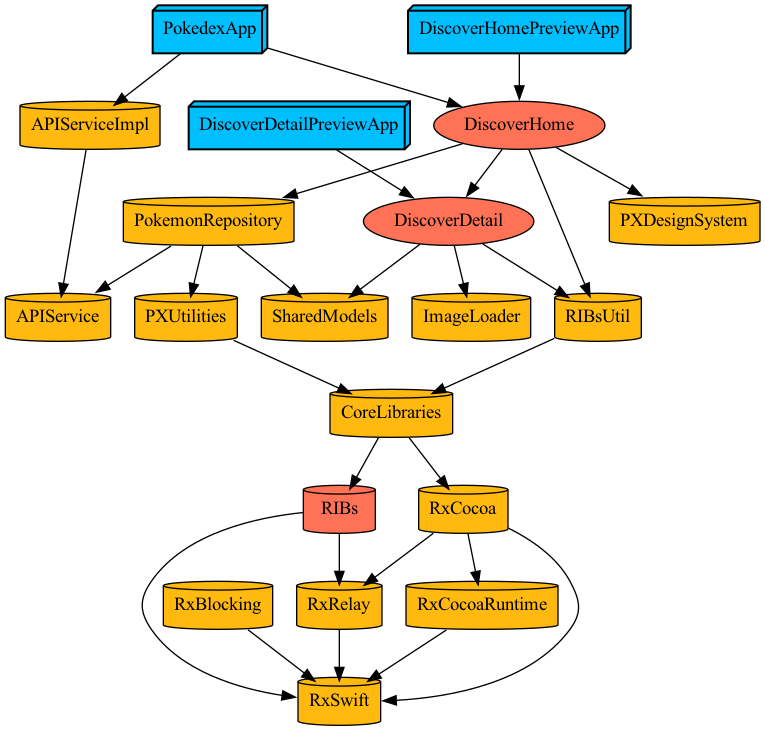 PokedexApp
DiscoverHomePreviewApp
APIServiceImpl
DiscoverDetailPreviewApp
DiscoverHome
PokemonRepository
DiscoverDetail
PXDesignSystem
APIService
PXUtilities
SharedModels
ImageLoader
RIBsUtil
CoreLibraries
RIBs
RxCocoa
RxBlocking
RxRelay
RxCocoaRuntime
RxSwift